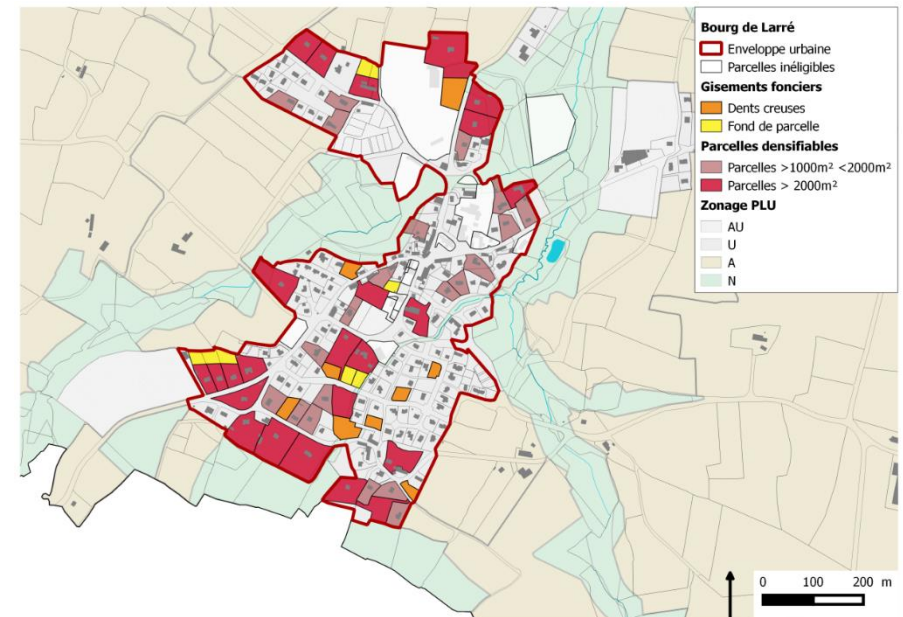 Bourg de Larré
Enveloppe urbaine
Parcelles inéligibles
Gisements fonciers
Dents creuses
Fond de parcelle
Parcelles densifiables
Parcelles >1000m² <2000m²
Parcelles > 2000m²
Zonage PLU
AU
U
A
N
0 100 200 m